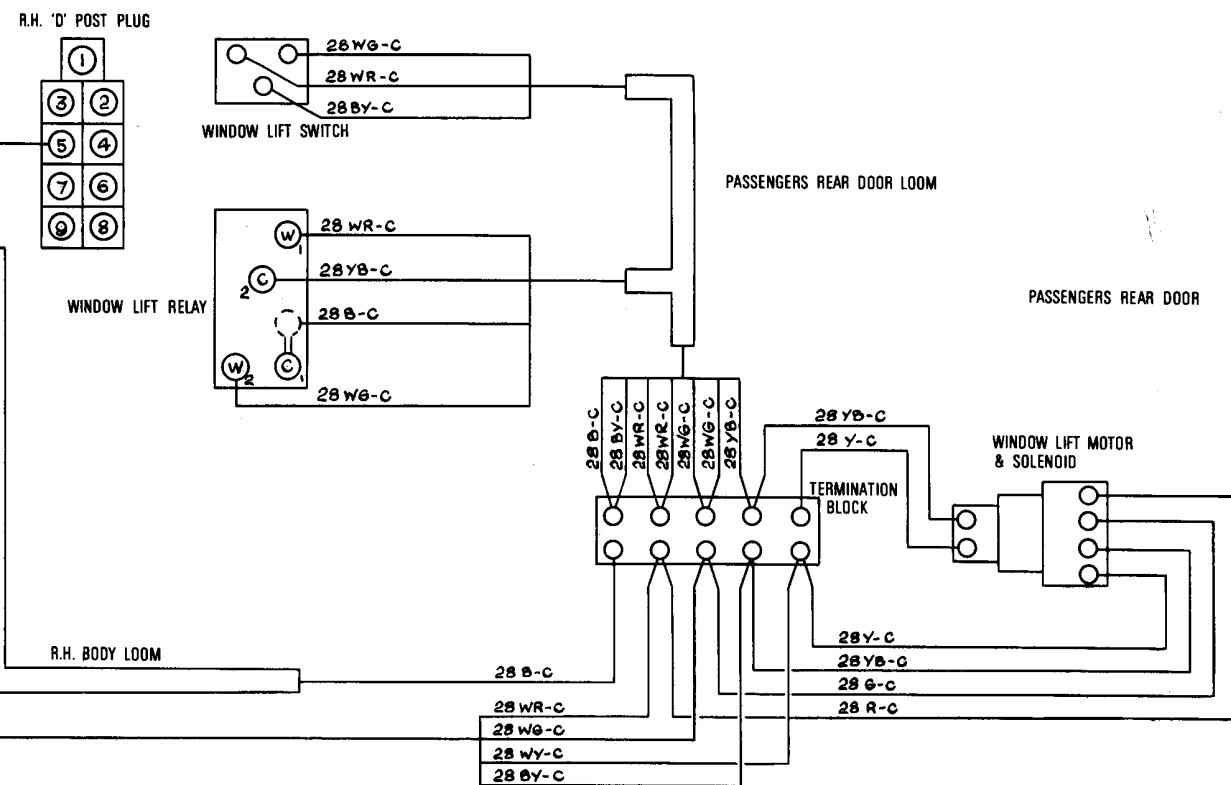 R.H. 'D' POST PLUG
1
3 2
5 4
7 6
9 8
28 WG-C
28 WR-C
28 BY-C
WINDOW LIFT SWITCH
PASSENGERS REAR DOOR LOOM
28 WR-C
W 1
28 YB-C
2 C
28 B-C
C 1
W 2
28 WG-C
WINDOW LIFT RELAY
PASSENGERS REAR DOOR
28 B-C
28 BY-C
28 WR-C
28 WR-C
28 WG-C
28 WG-C
28 YB-C
28 YB-C
28 Y-C
WINDOW LIFT MOTOR
& SOLENOID
TERMINATION
BLOCK
28 Y-C
28 YB-C
28 G-C
28 R-C
R.H. BODY LOOM
28 B-C
28 WR-C
28 WG-C
28 WY-C
28 BY-C